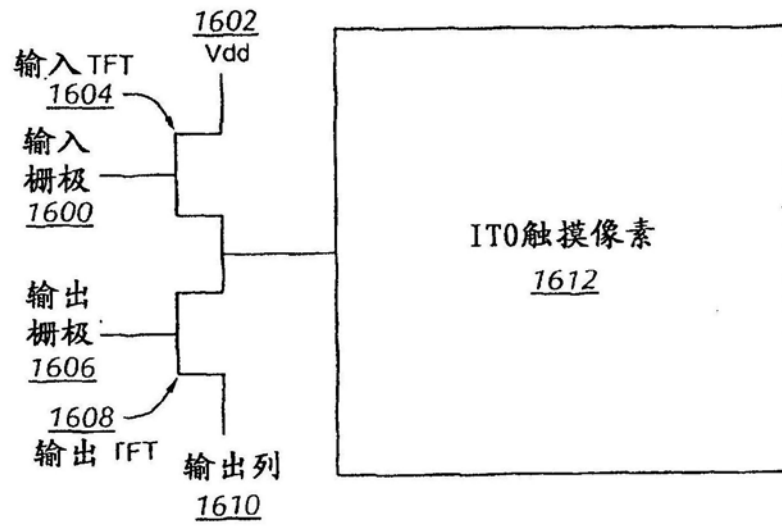 1602
Vdd
输入 TFT
1604
输入
栅极
1600
ITO触摸像素
1612
输出
栅极
1606
1608
输出 TFT
输出列
1610